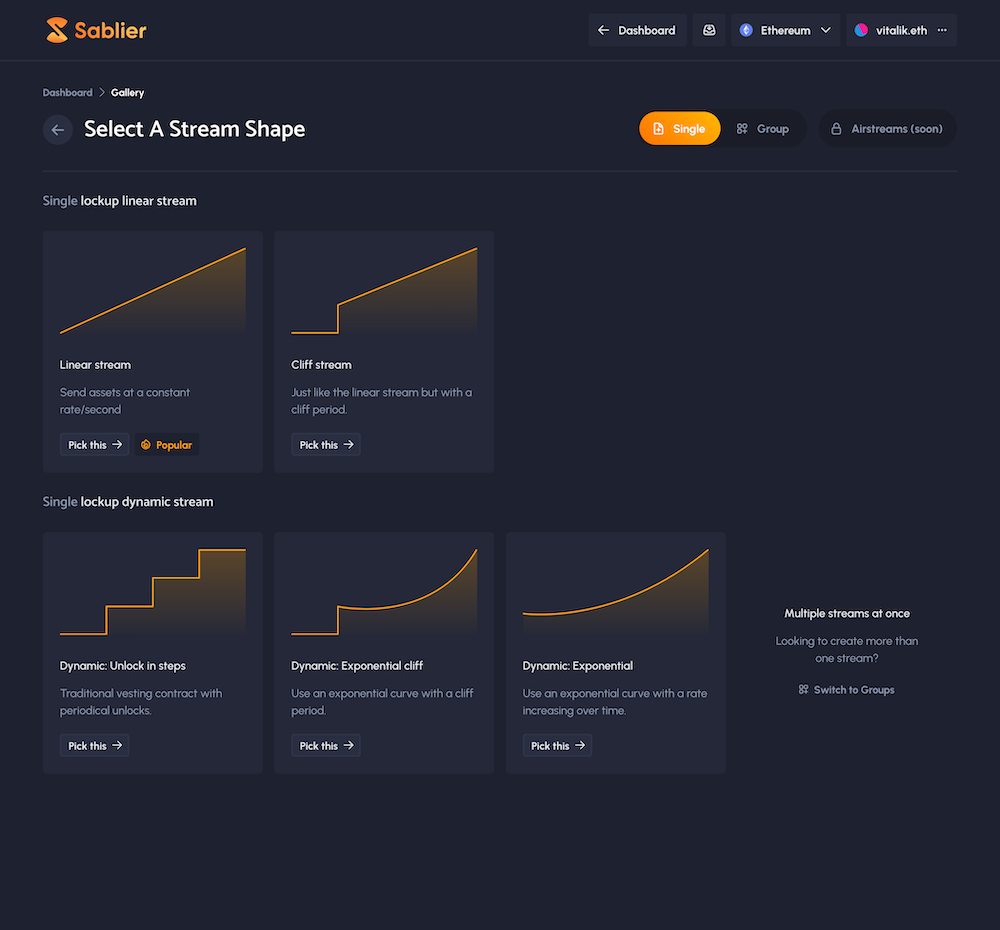 Sablier
Dashboard
Ethereum
vitalik.eth
Dashboard
Gallery
Select A Stream Shape
Single
Group
Airstreams (soon)
Single lockup linear stream
Linear stream
Send assets at a constant
rate/second
Pick this
Popular
Cliff stream
Just like the linear stream but with a
cliff period.
Pick this
Single lockup dynamic stream
Dynamic: Unlock in steps
Traditional vesting contract with
periodical unlocks.
Pick this
Dynamic: Exponential cliff
Use an exponential curve with a cliff
period.
Pick this
Dynamic: Exponential
Use an exponential curve with a rate
increasing over time.
Pick this
Multiple streams at once
Looking to create more than
one stream?
Switch to Groups